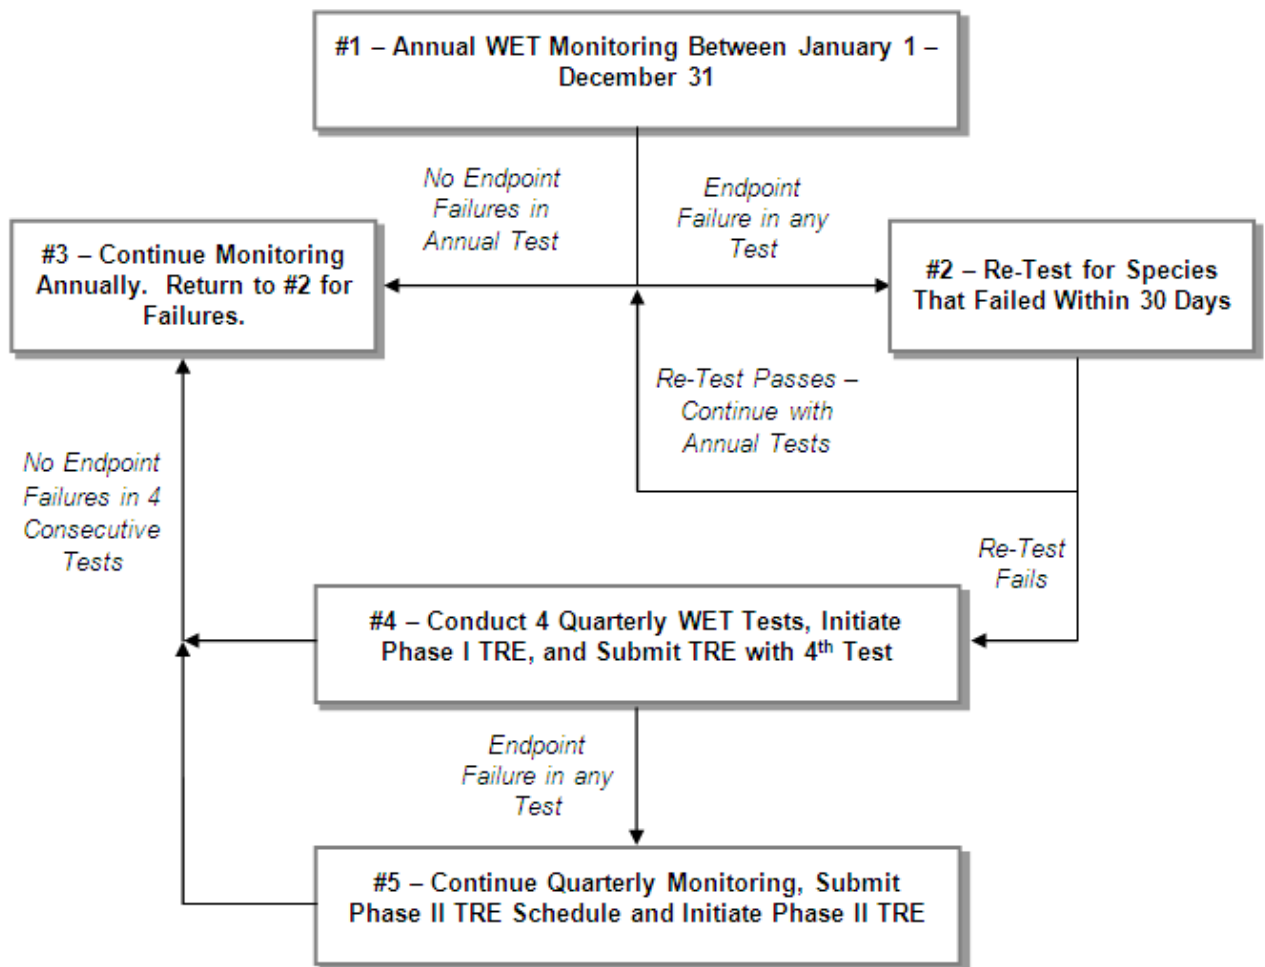 #1 – Annual WET Monitoring Between January 1 –
December 31
No Endpoint
Failures in
Annual Test
Endpoint
Failure in any
Test
#3 – Continue Monitoring
Annually. Return to #2 for
Failures.
#2 – Re-Test for Species
That Failed Within 30 Days
Re-Test Passes –
Continue with
Annual Tests
No Endpoint
Failures in 4
Consecutive
Tests
Re-Test
Fails
#4 – Conduct 4 Quarterly WET Tests, Initiate
Phase I TRE, and Submit TRE with 4th Test
Endpoint
Failure in any
Test
#5 – Continue Quarterly Monitoring, Submit
Phase II TRE Schedule and Initiate Phase II TRE